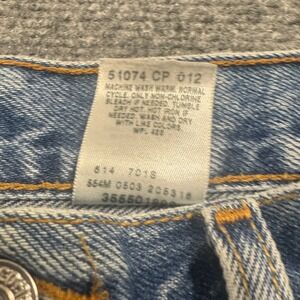 51074 CP 012
MACHINE WASH WARM, NORMAL
CYCLE, ONLY NON-CHLORINE
BLEACH IF NEEDED, TUMBLE
DRY HOT, HOT IRON IF
NEEDED, WASH AND DRY
WITH LIKE COLORS.
WPL 423
514 7018
554M 0503 205316